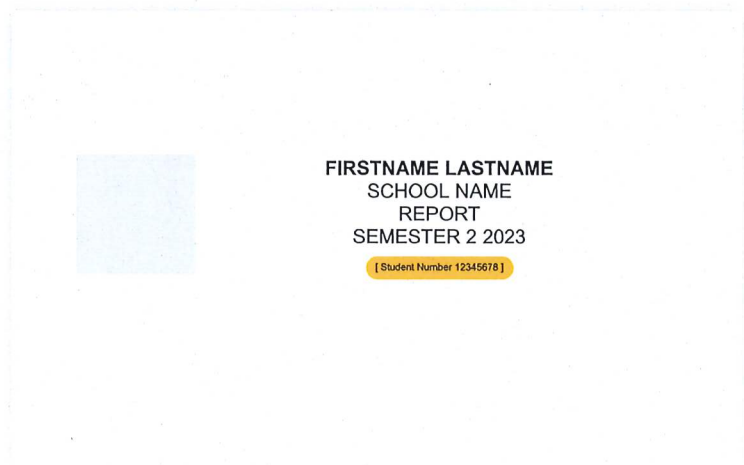 FIRSTNAME LASTNAME
SCHOOL NAME
REPORT
SEMESTER 2 2023
[ Student Number 12345678 ]